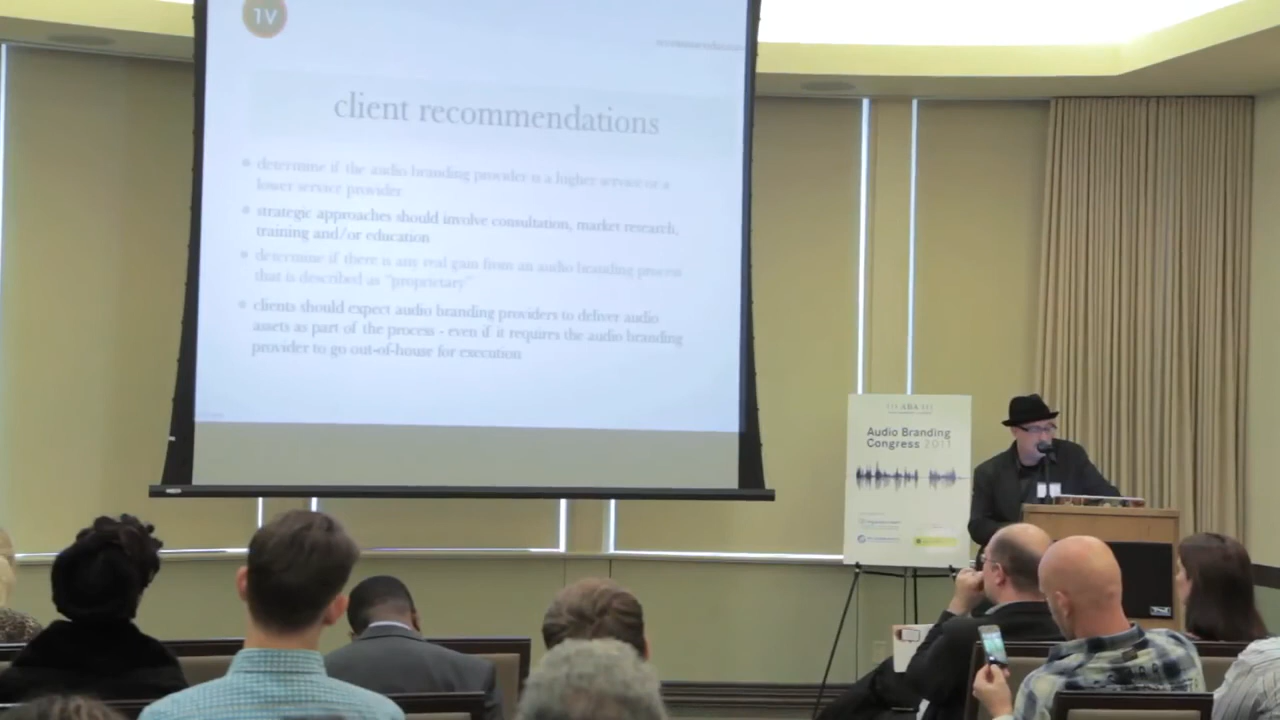 1V
client recommendations
determine if the audio branding provider is a higher service or a
lower service provider
strategic approaches should involve consultation, market research,
training and/or education
determine if there is any real gain from an audio branding process
that is described as "proprietary"
clients should expect audio branding providers to deliver audio
assets as part of the process - even if it requires the audio branding
provider to go out-of-house for execution
ABA
Audio Branding
Congress 2011